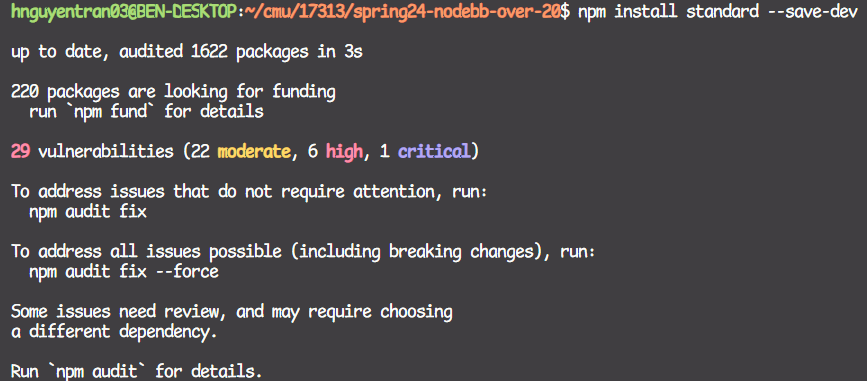 hnguyentran03@BEN-DESKTOP:~/cmu/17313/spring24-nodebb-over-20$ npm install standard --save-dev
up to date, audited 1622 packages in 3s
220 packages are looking for funding
  run `npm fund` for details
29 vulnerabilities (22 moderate, 6 high, 1 critical)
To address issues that do not require attention, run:
  npm audit fix
To address all issues possible (including breaking changes), run:
  npm audit fix --force
Some issues need review, and may require choosing
a different dependency.
Run `npm audit` for details.